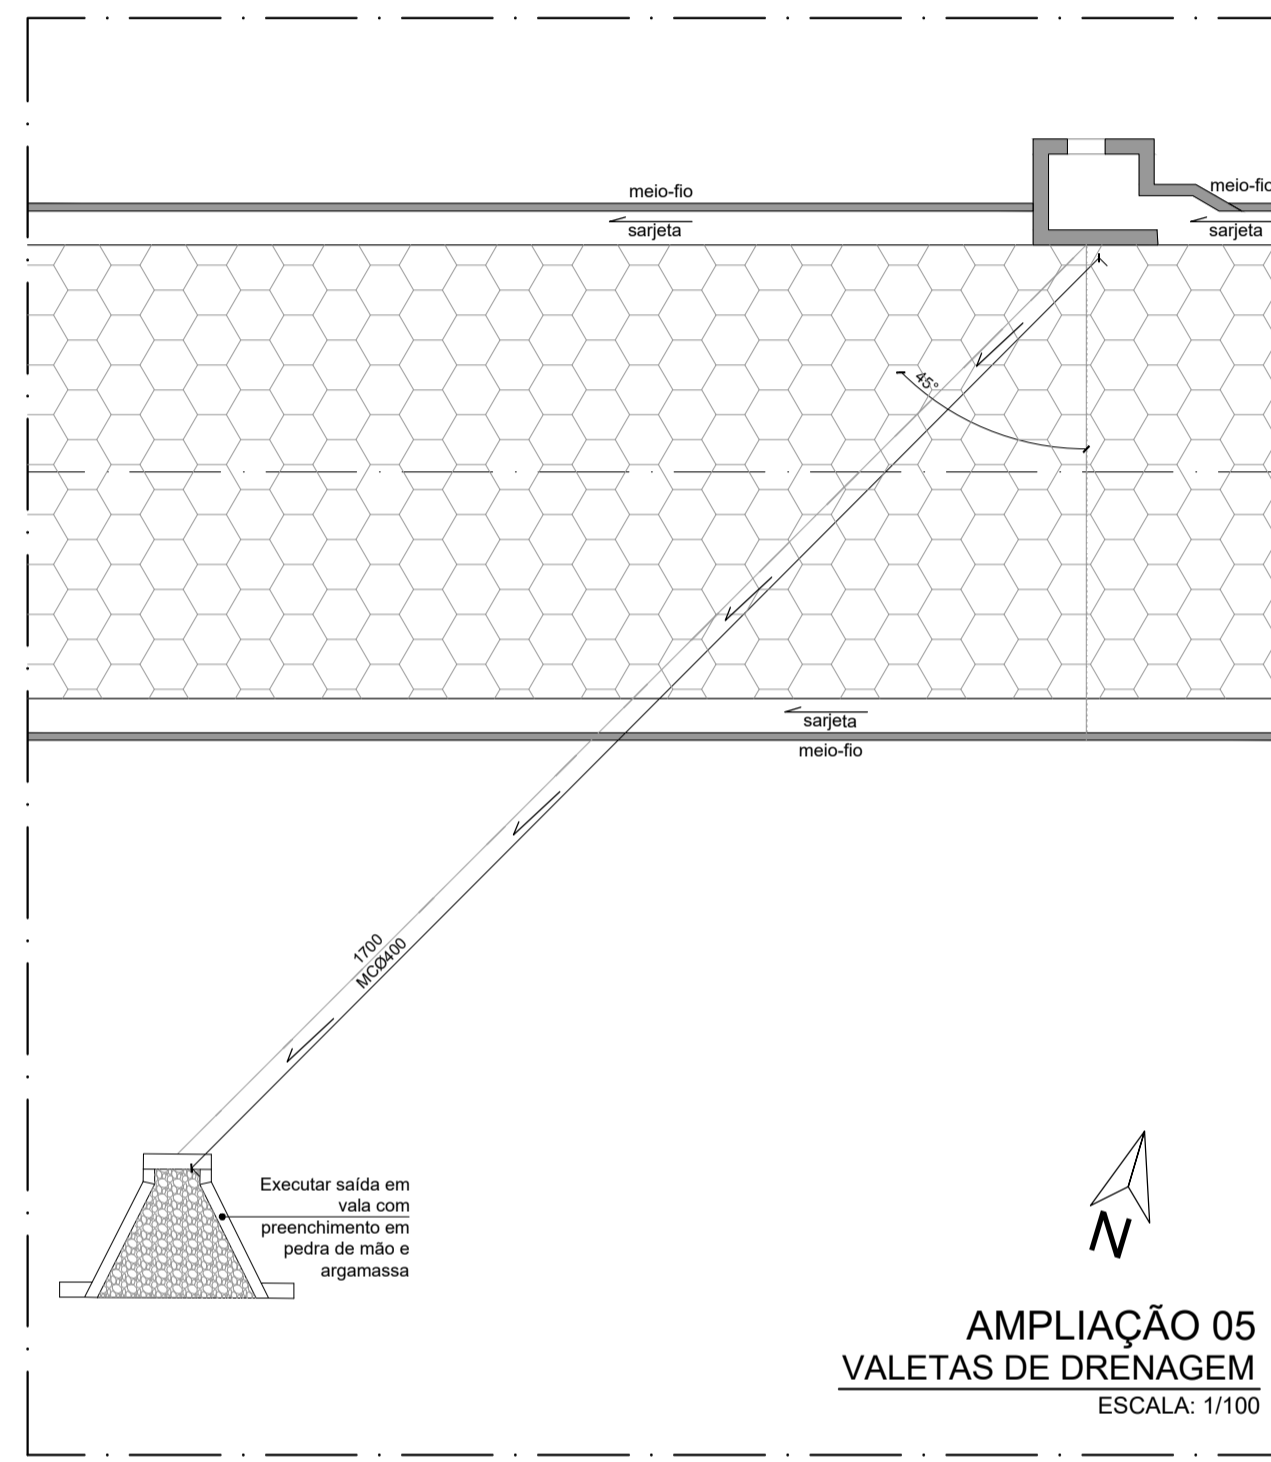 meio-fio
meio-fio
sarjeta
sarjeta
45°
sarjeta
meio-fio
1700
MCØ400
Executar saída em
vala com
preenchimento em
pedra de mão e
argamassa
N
AMPLIAÇÃO 05
VALETAS DE DRENAGEM
ESCALA: 1/100